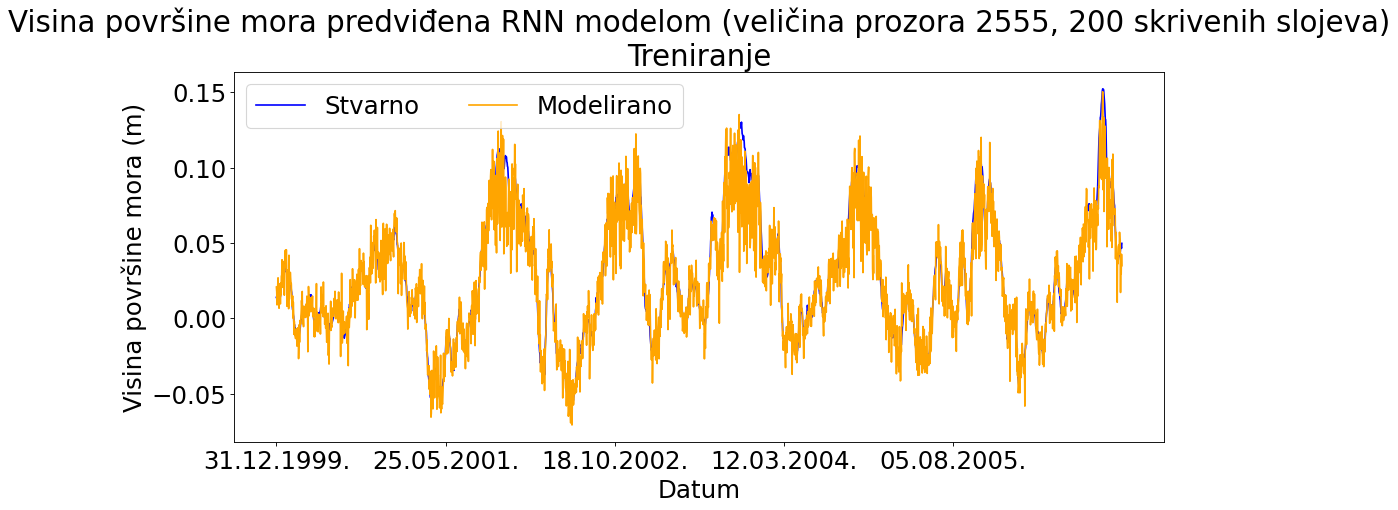 Visina površine mora predviđena RNN modelom (veličina prozora 2555, 200 skrivenih slojeva)
Treniranje
Stvarno
Modelirano
Visina površine mora (m)
0.15
0.10
0.05
0.00
−0.05
31.12.1999.
25.05.2001.
18.10.2002.
12.03.2004.
05.08.2005.
Datum